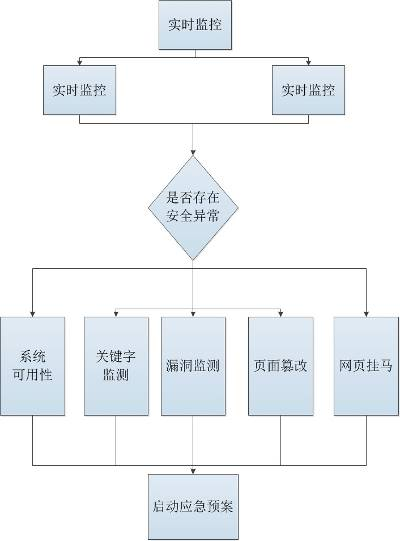 实时监控
实时监控
实时监控
是否存在
安全异常
系统
可用性
关键字
监测
漏洞监测
页面篡改
网页挂马
启动应急预案